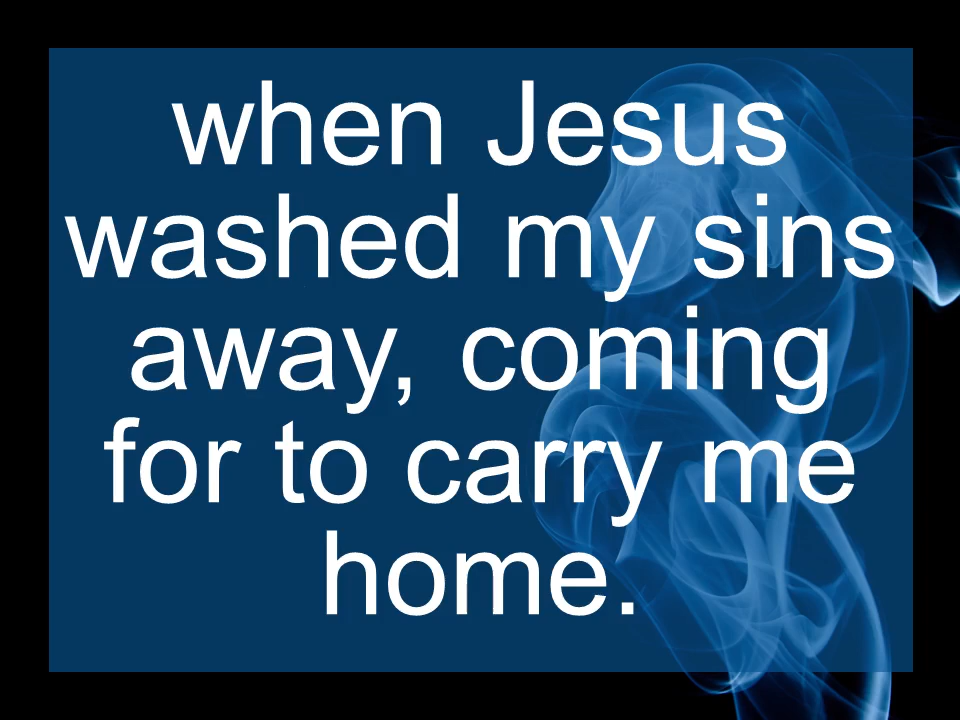 when Jesus
washed my sins
away, coming
for to carry me
home.